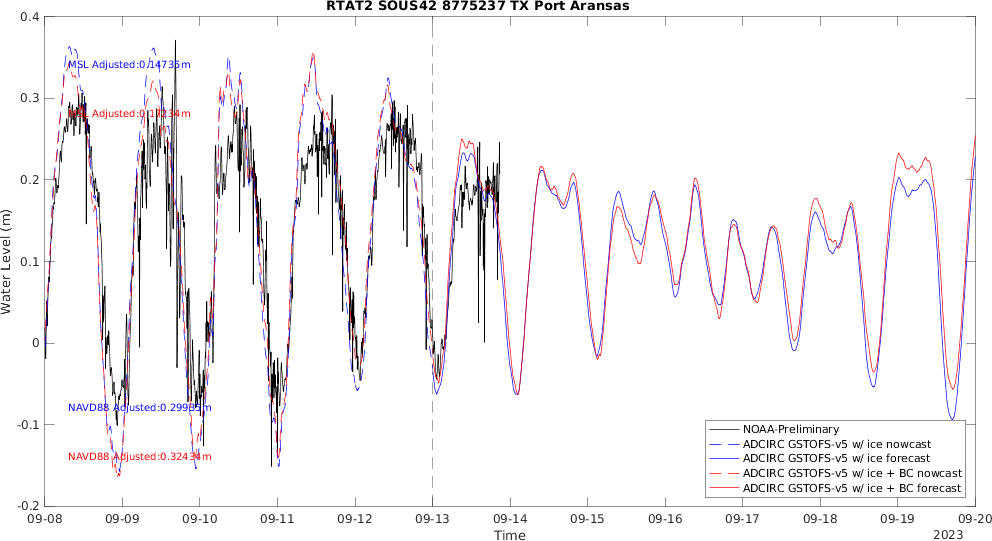 RTAT2 SOUS42 8775237 TX Port Aransas
0.4
0.3
0.2
0.1
0
-0.1
-0.2
Water Level (m)
MSL Adjusted:0.14735m
MSL Adjusted:0.17234m
NAVD88 Adjusted:0.29935m
NAVD88 Adjusted:0.32434m
NOAA-Preliminary
ADCIRC GSTOFS-v5 w/ ice nowcast
ADCIRC GSTOFS-v5 w/ ice forecast
ADCIRC GSTOFS-v5 w/ ice + BC nowcast
ADCIRC GSTOFS-v5 w/ ice + BC forecast
09-08 09-09 09-10 09-11 09-12 09-13 09-14 09-15 09-16 09-17 09-18 09-19 09-20
Time
2023